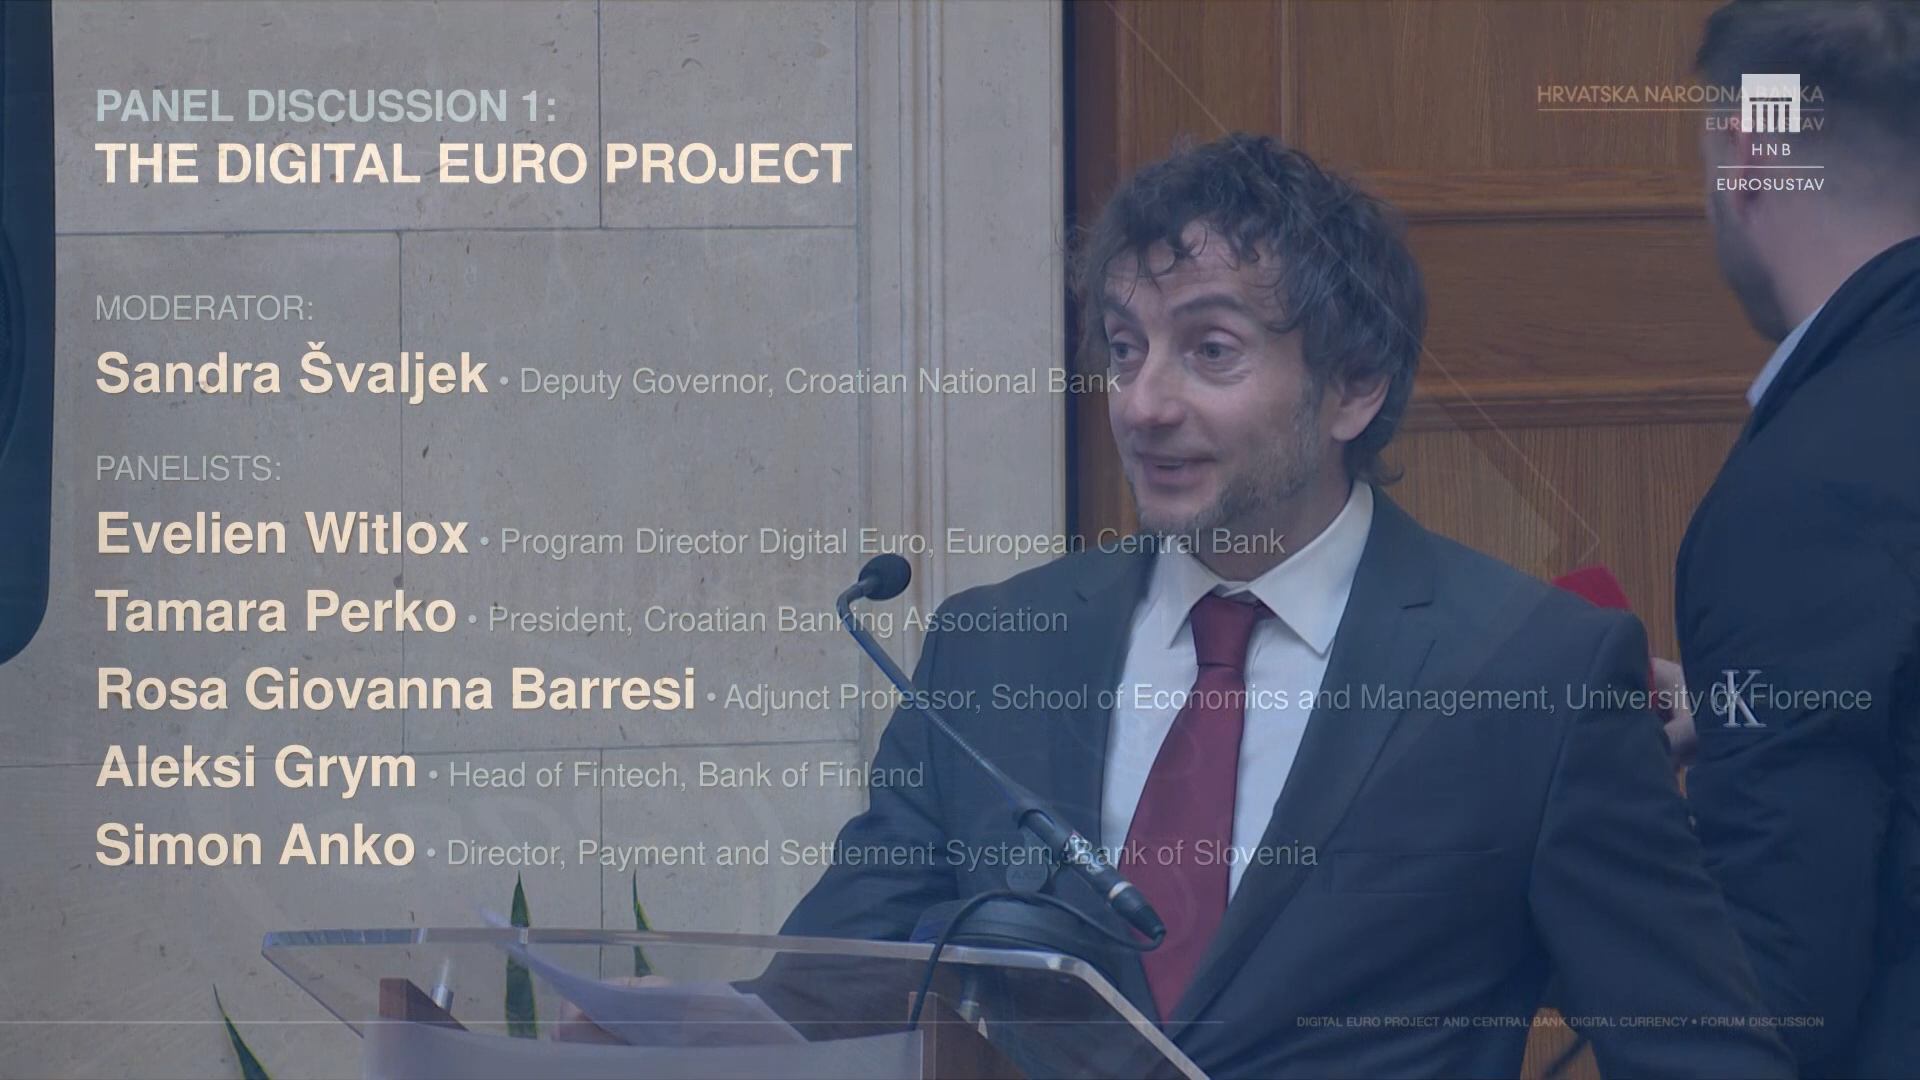 PANEL DISCUSSION 1:
THE DIGITAL EURO PROJECT
HRVATSKA NARODNA BANKA
EUROSUSTAV
HNB
EUROSUSTAV
MODERATOR:
Sandra Švaljek • Deputy Governor, Croatian National Bank
PANELISTS:
Evelien Witlox • Program Director Digital Euro, European Central Bank
Tamara Perko • President, Croatian Banking Association
Rosa Giovanna Barresi • Adjunct Professor, School of Economics and Management, University of Florence
CK
Aleksi Grym • Head of Fintech, Bank of Finland
Simon Anko • Director, Payment and Settlement System, Bank of Slovenia
DIGITAL EURO PROJECT AND CENTRAL BANK DIGITAL CURRENCY • FORUM DISCUSSION